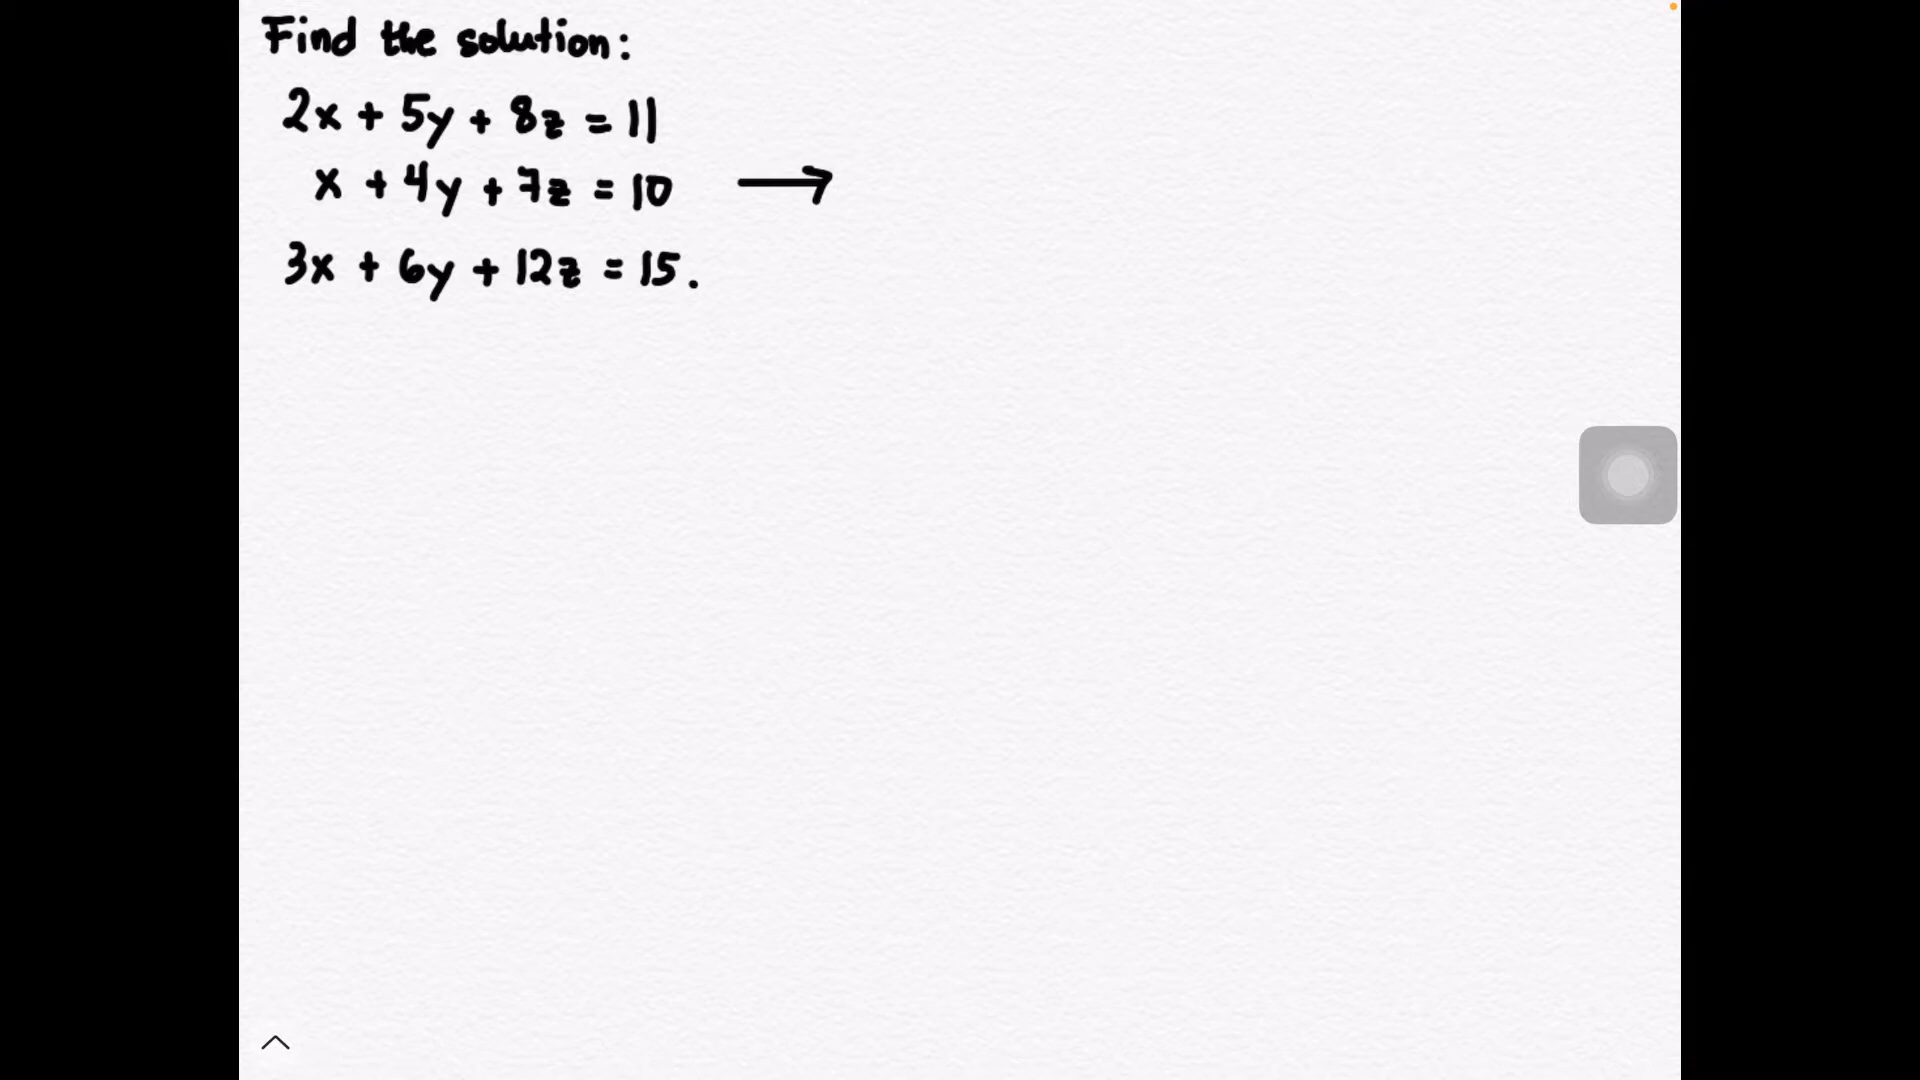 Find the solution:
2x + 5y + 8z = 11
x + 4y + 7z = 10 →
3x + 6y + 12z = 15.